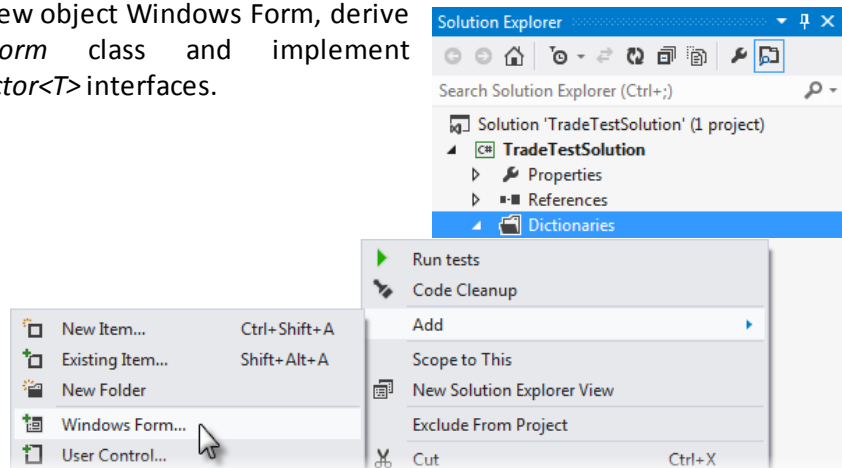 ew object Windows Form, derive
orm class and implement
ctor<T> interfaces.
Solution Explorer
Search Solution Explorer (Ctrl+;)
Solution 'TradeTestSolution' (1 project)
C# TradeTestSolution
Properties
References
Dictionaries
Run tests
Code Cleanup
Add
Scope to This
New Solution Explorer View
Exclude From Project
Cut Ctrl+X
New Item... Ctrl+Shift+A
Existing Item... Shift+Alt+A
New Folder
Windows Form...
User Control...